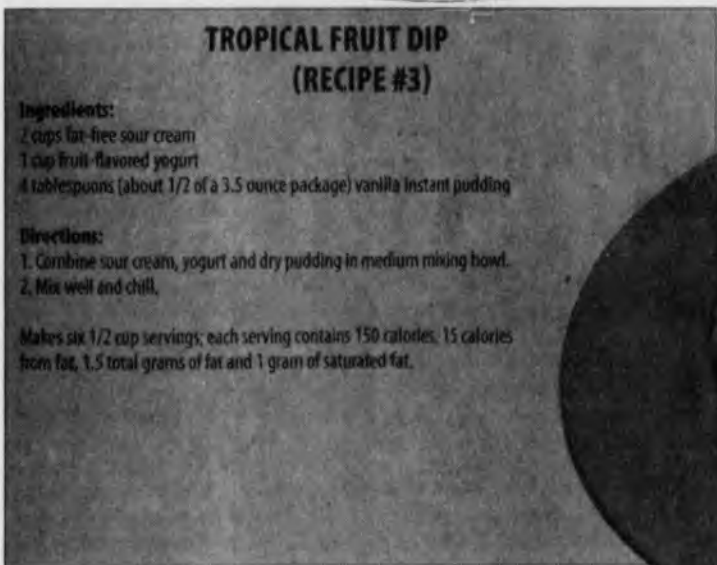 TROPICAL FRUIT DIP
(RECIPE #3)
Ingredients:
2 cups fat-free sour cream
1 cup fruit-flavored yogurt
4 tablespoons (about 1/2 of a 3.5 ounce package) vanilla instant pudding
Directions:
1. Combine sour cream, yogurt and dry pudding in medium mixing bowl.
2. Mix well and chill.
Makes six 1/2 cup servings; each serving contains 150 calories, 15 calories
from fat, 1.5 total grams of fat and 1 gram of saturated fat.